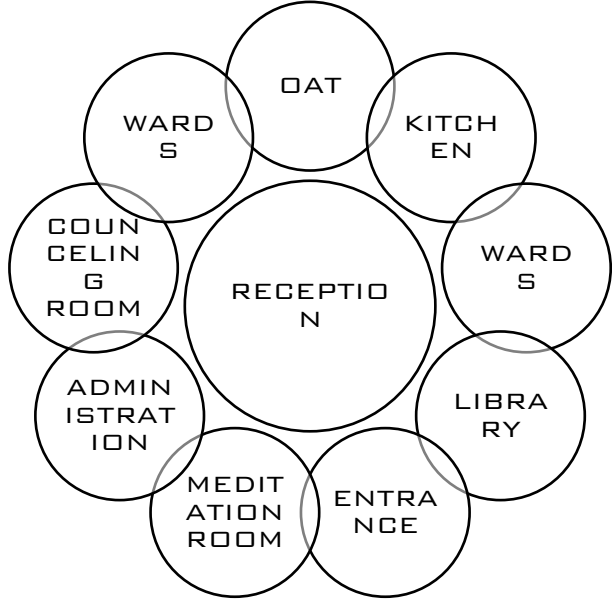 OAT
KITCH
EN
WARD
S
LIBRA
RY
ENTRA
NCE
MEDIT
ATION
ROOM
ADMIN
ISTRAT
ION
COUN
CELIN
G
ROOM
WARD
S
RECEPTIO
N